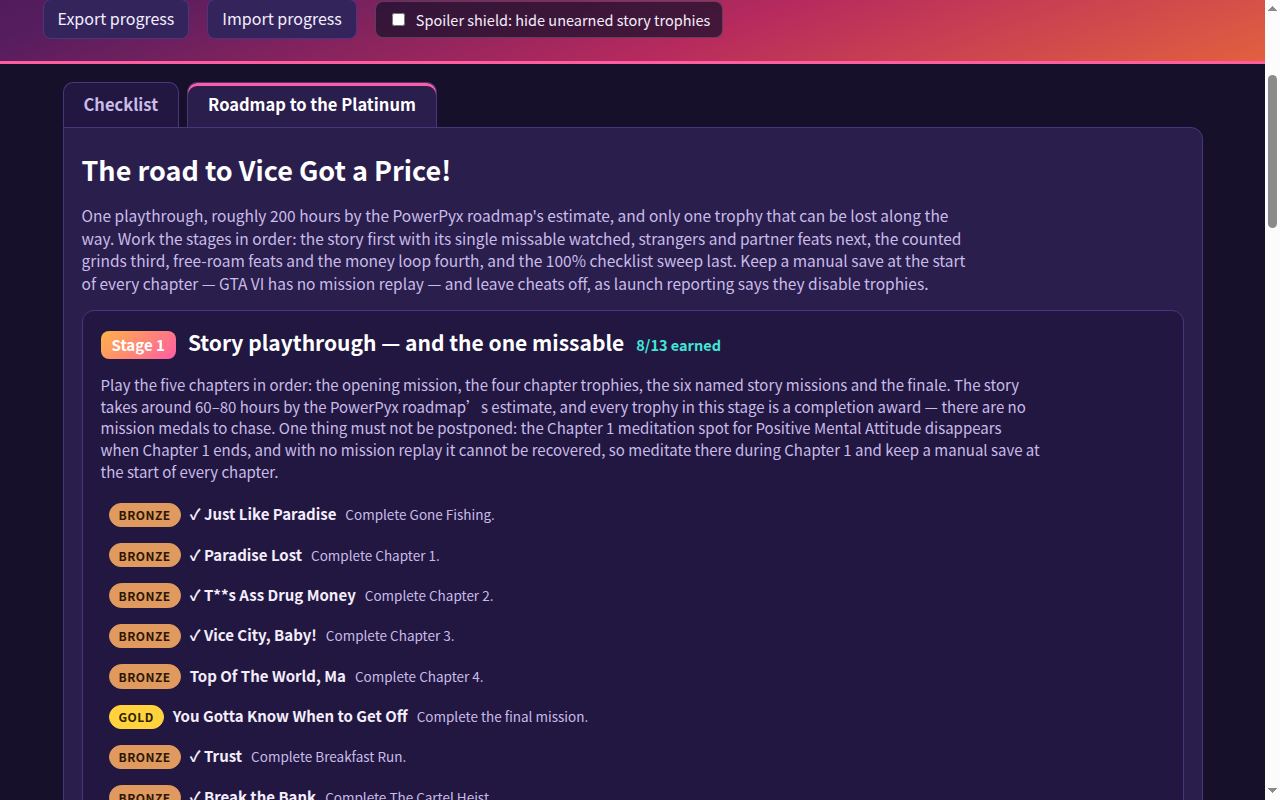 Export progress
Import progress
Spoiler shield: hide unearned story trophies
Checklist
Roadmap to the Platinum
The road to Vice Got a Price!
One playthrough, roughly 200 hours by the PowerPyx roadmap's estimate, and only one trophy that can be lost along the
way. Work the stages in order: the story first with its single missable watched, strangers and partner feats next, the counted
grinds third, free-roam feats and the money loop fourth, and the 100% checklist sweep last. Keep a manual save at the start
of every chapter — GTA VI has no mission replay — and leave cheats off, as launch reporting says they disable trophies.
Stage 1 Story playthrough — and the one missable 8/13 earned
Play the five chapters in order: the opening mission, the four chapter trophies, the six named story missions and the finale. The story
takes around 60–80 hours by the PowerPyx roadmap’s estimate, and every trophy in this stage is a completion award — there are no
mission medals to chase. One thing must not be postponed: the Chapter 1 meditation spot for Positive Mental Attitude disappears
when Chapter 1 ends, and with no mission replay it cannot be recovered, so meditate there during Chapter 1 and keep a manual save at
the start of every chapter.
BRONZE ✓ Just Like Paradise Complete Gone Fishing.
BRONZE ✓ Paradise Lost Complete Chapter 1.
BRONZE ✓ T**s Ass Drug Money Complete Chapter 2.
BRONZE ✓ Vice City, Baby! Complete Chapter 3.
BRONZE Top Of The World, Ma Complete Chapter 4.
GOLD You Gotta Know When to Get Off Complete the final mission.
BRONZE ✓ Trust Complete Breakfast Run.
BRONZE ✓ Break the Bank Complete The Cartel Heist.